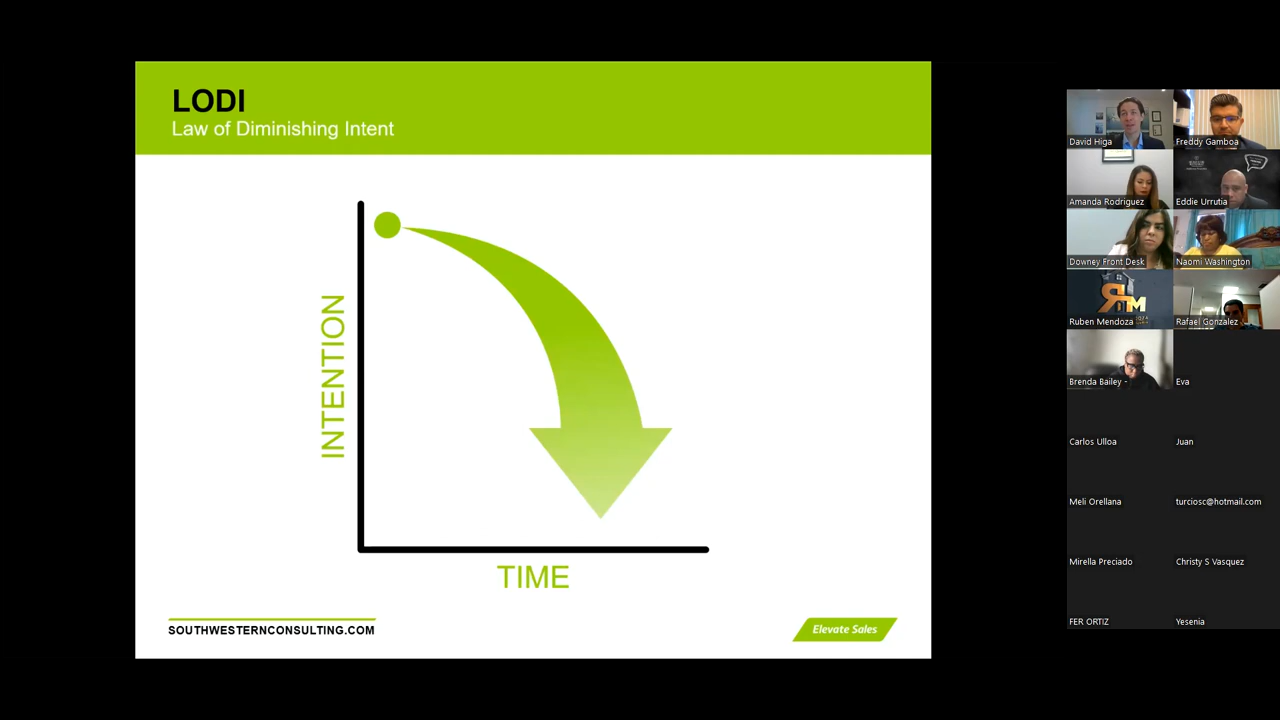 LODI
Law of Diminishing Intent
INTENTION
TIME
SOUTHWESTERNCONSULTING.COM
Elevate Sales
David Higa
Freddy Gamboa
Amanda Rodriguez
Eddie Urrutia
Downey Front Desk
Naomi Washington
RM
Ruben Mendoza
Rafael Gonzalez
Brenda Bailey -
Eva
Carlos Ulloa
Juan
Meli Orellana
turciosc@hotmail.com
Mirella Preciado
Christy S Vasquez
FER ORTIZ
Yesenia